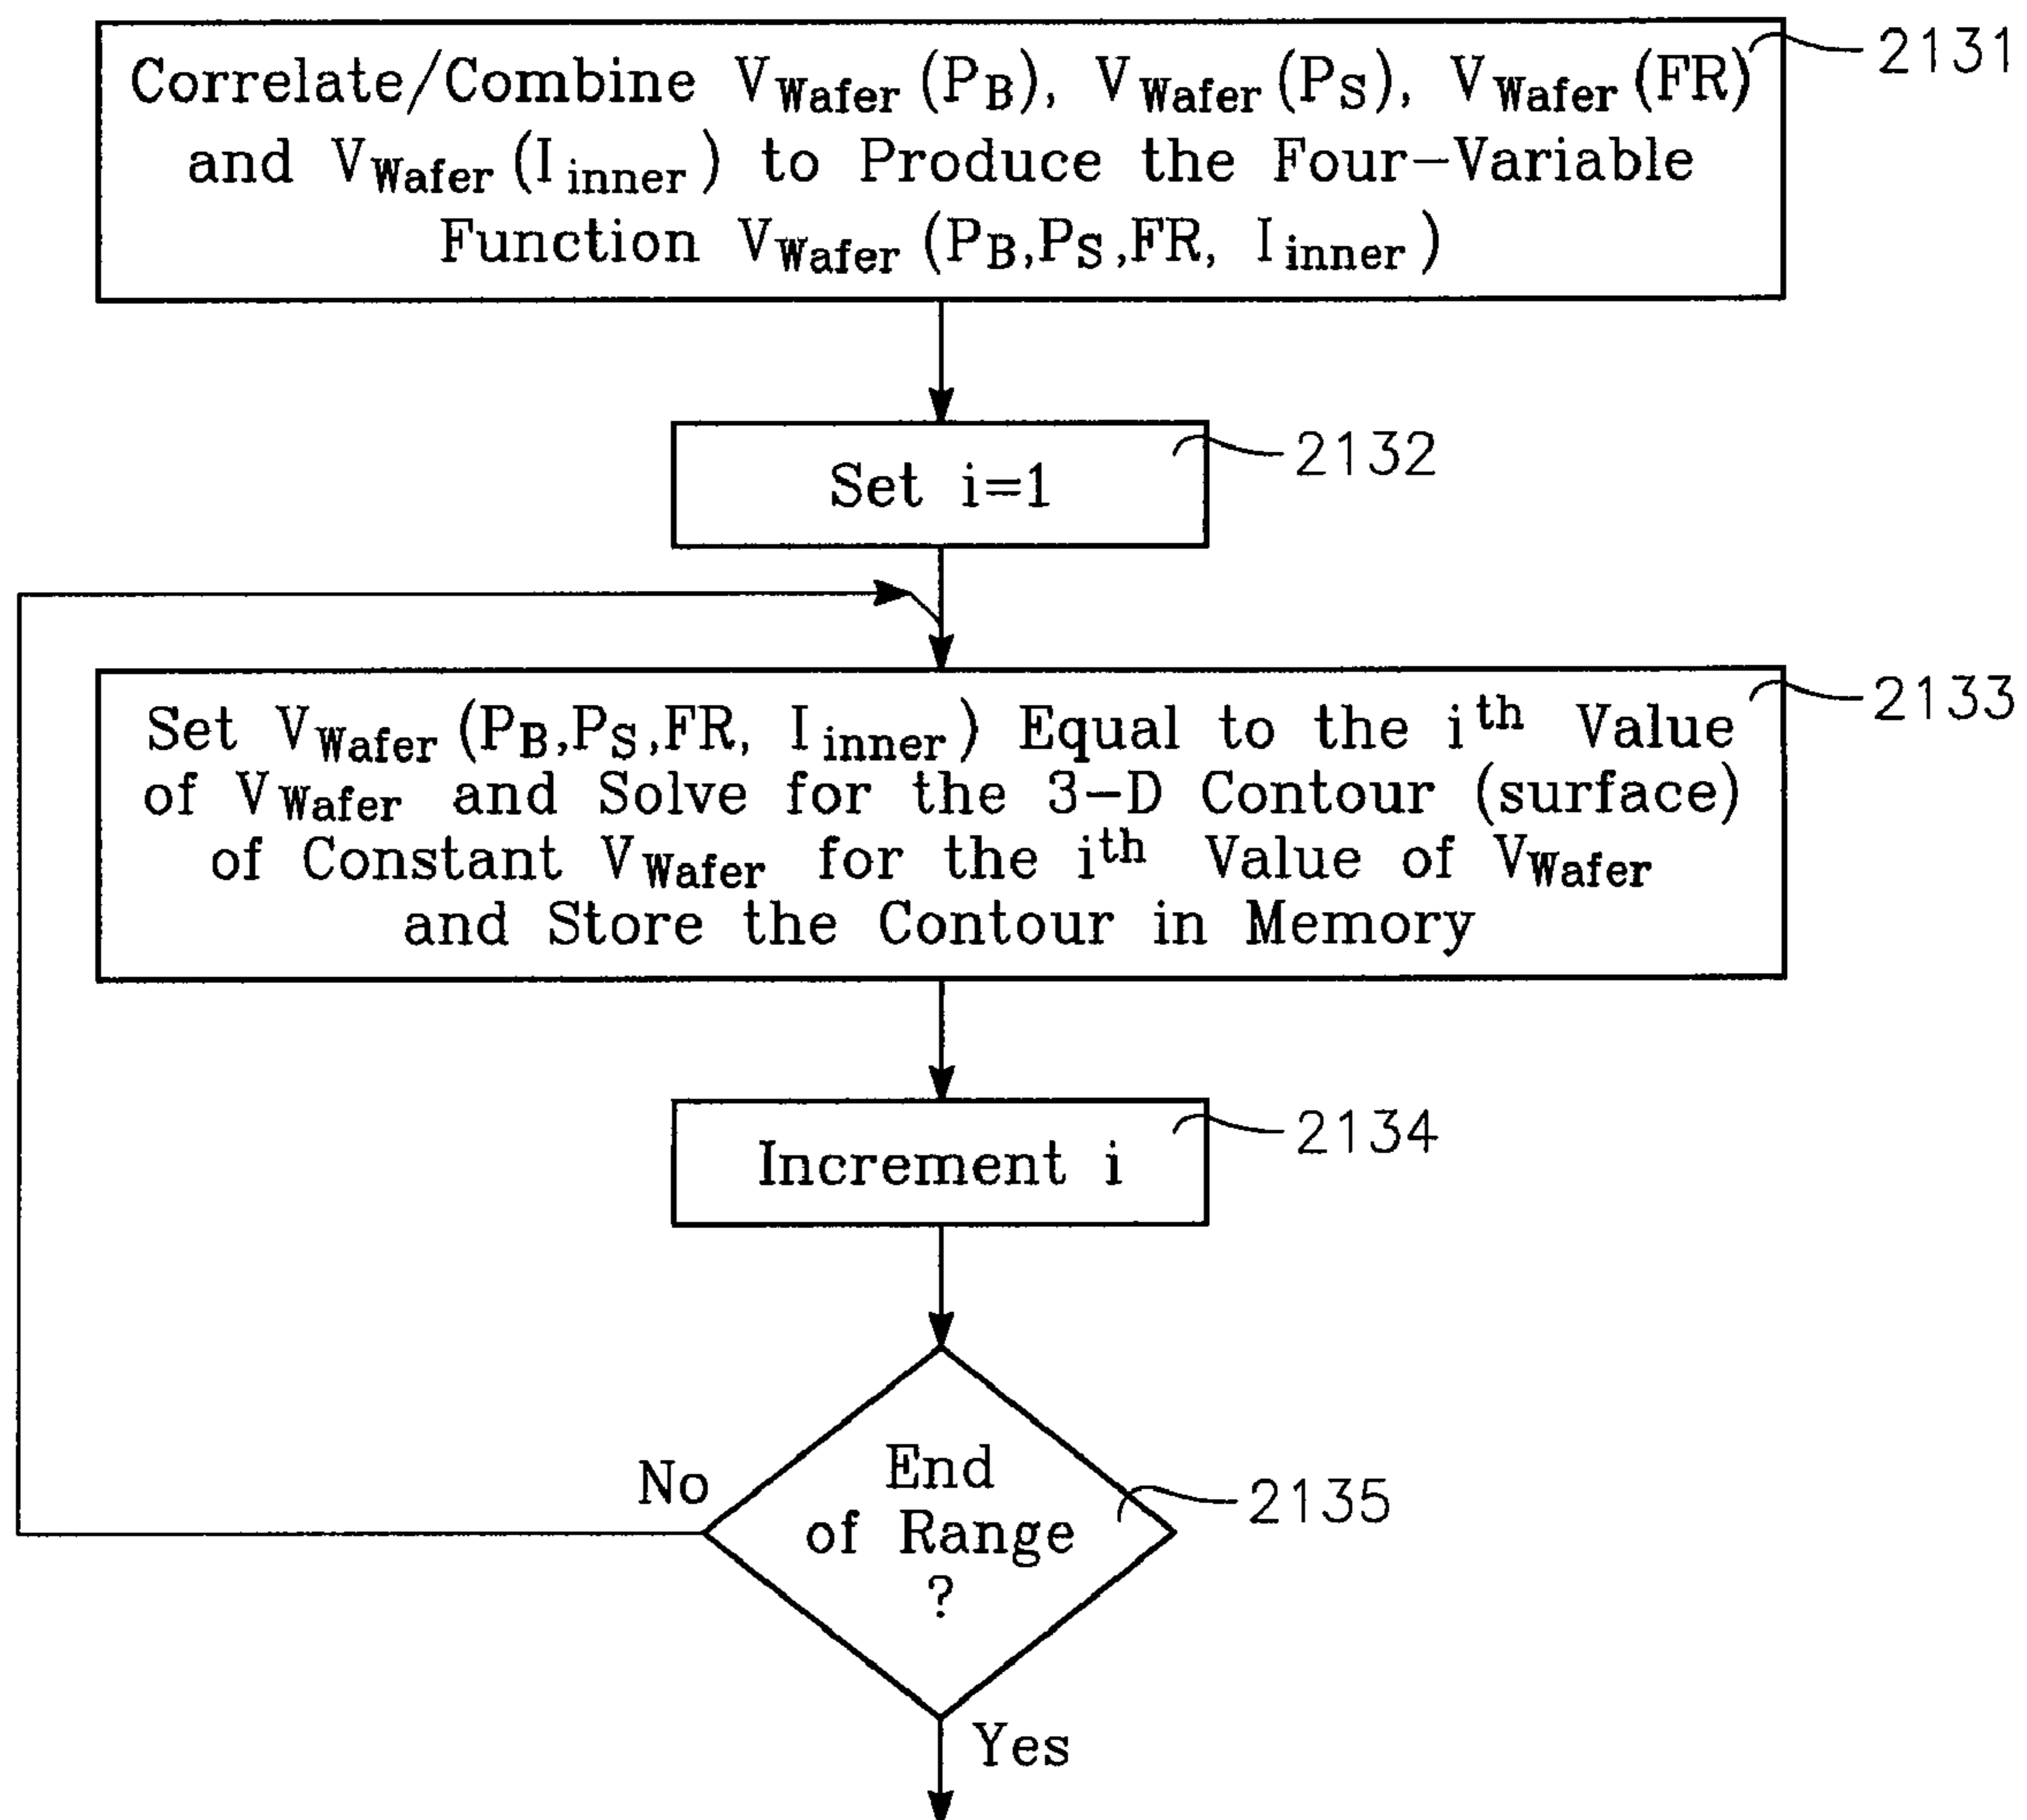 Correlate/Combine VWafer (PB), VWafer (PS), VWafer (FR)
and VWafer (Iinner) to Produce the Four-Variable
Function VWafer (PB,PS,FR, Iinner)
2131
Set i=1
2132
Set VWafer (PB,PS,FR, Iinner) Equal to the ith Value
of VWafer and Solve for the 3-D Contour (surface)
of Constant VWafer for the ith Value of VWafer
and Store the Contour in Memory
2133
Increment i
2134
End
of Range
?
2135
No
Yes